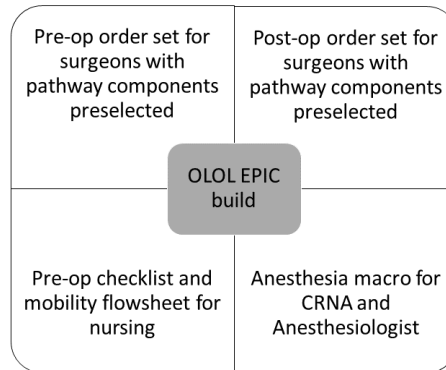 Pre-op order set for
surgeons with
pathway components
preselected
Post-op order set for
surgeons with
pathway components
preselected
OLOL EPIC
build
Pre-op checklist and
mobility flowsheet for
nursing
Anesthesia macro for
CRNA and
Anesthesiologist